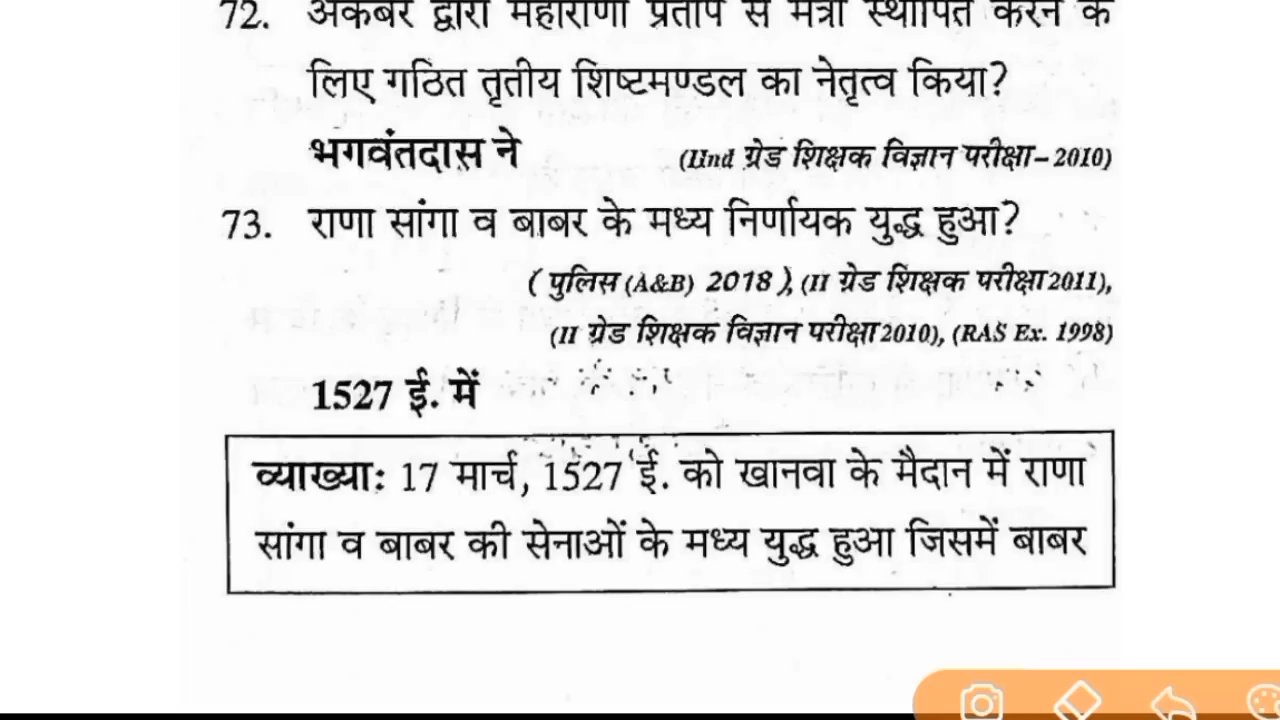 72. अकबर द्वारा महाराणा प्रताप से मैत्री स्थापित करने के
लिए गठित तृतीय शिष्टमण्डल का नेतृत्व किया?
भगवंतदास ने (IInd ग्रेड शिक्षक विज्ञान परीक्षा–2010)
73. राणा सांगा व बाबर के मध्य निर्णायक युद्ध हुआ?
( पुलिस (A&B) 2018 ), (II ग्रेड शिक्षक परीक्षा2011),
(II ग्रेड शिक्षक विज्ञान परीक्षा2010), (RAS Ex. 1998)
1527 ई. में
व्याख्या: 17 मार्च, 1527 ई. को खानवा के मैदान में राणा
सांगा व बाबर की सेनाओं के मध्य युद्ध हुआ जिसमें बाबर